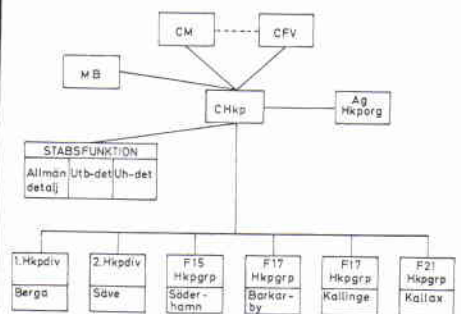 CM
CFV
MB
CHkp
Ag
Hkporg
STABSFUNKTION
Allmän
detalj
Utb-det
Uh-det
1.Hkpdiv
Berga
2.Hkpdiv
Säve
F15
Hkpgrp
Söder-
hamn
F17
Hkpgrp
Barkar-
by
F17
Hkpgrp
Kallinge
F21
Hkpgrp
Kallax